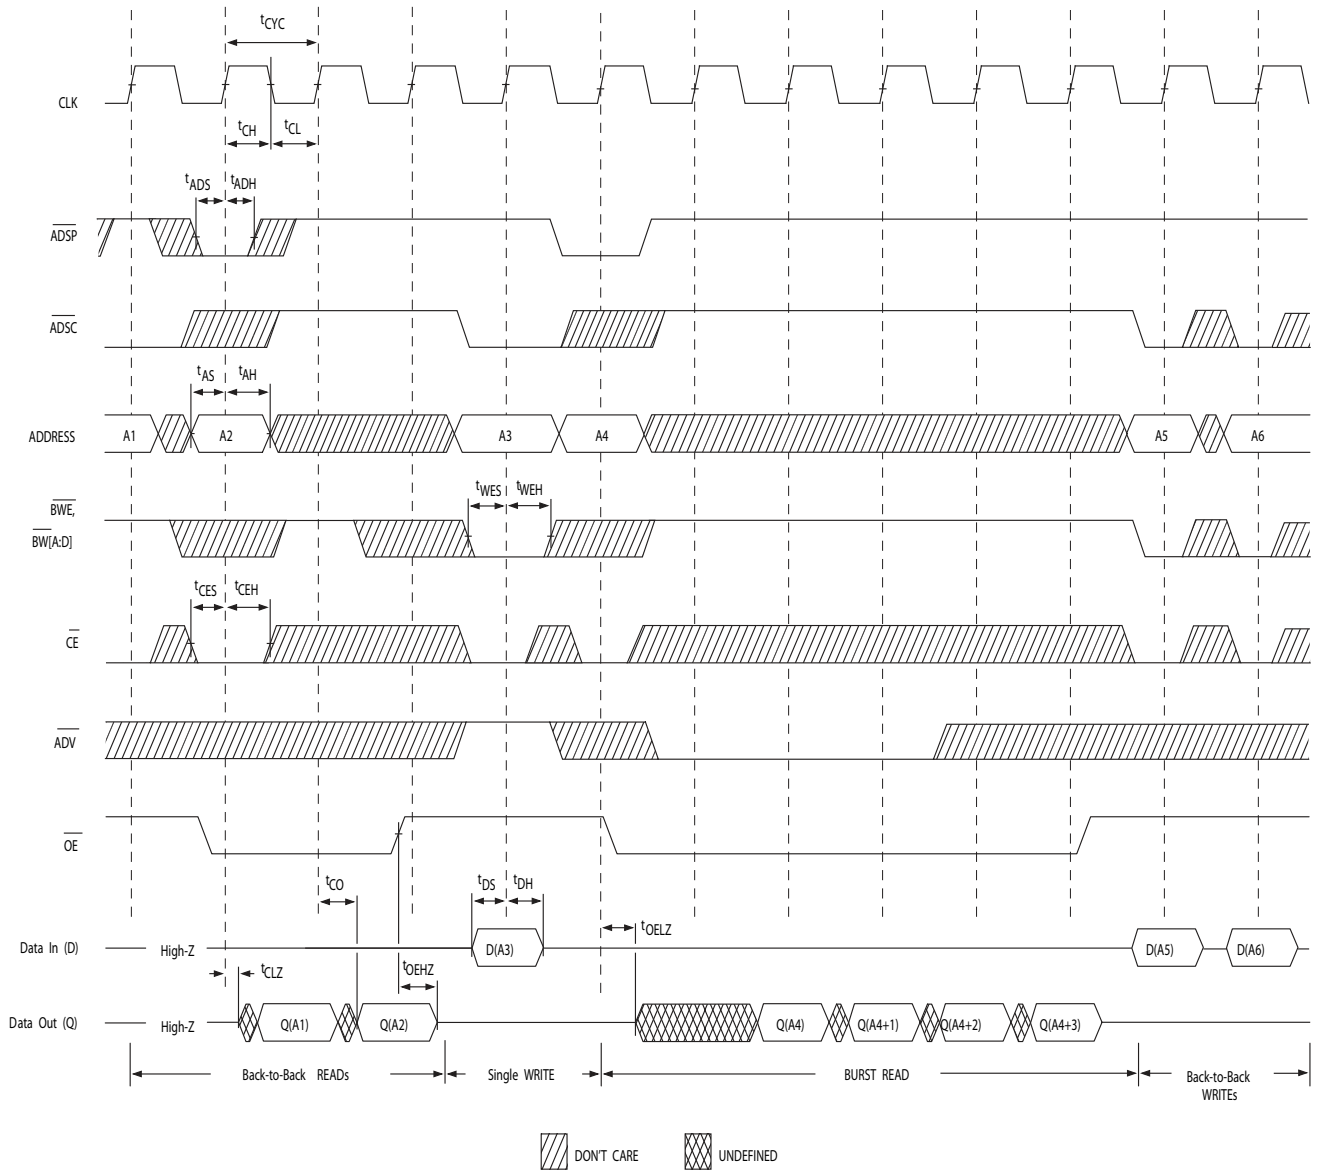 tCYC
CLK
tCH tCL
tADS tADH
ADSP
ADSC
tAS tAH
ADDRESS A1 A2 A3 A4 A5 A6
tWES tWEH
BWE,
BW[A:D]
tCES tCEH
CE
ADV
OE
tCO tDS tDH
tOELZ
Data In (D) High-Z D(A3) D(A5) D(A6)
tCLZ tOEHZ
Data Out (Q) High-Z Q(A1) Q(A2) Q(A4) Q(A4+1) Q(A4+2) Q(A4+3)
Back-to-Back READs Single WRITE BURST READ Back-to-Back
WRITEs
DON'T CARE UNDEFINED